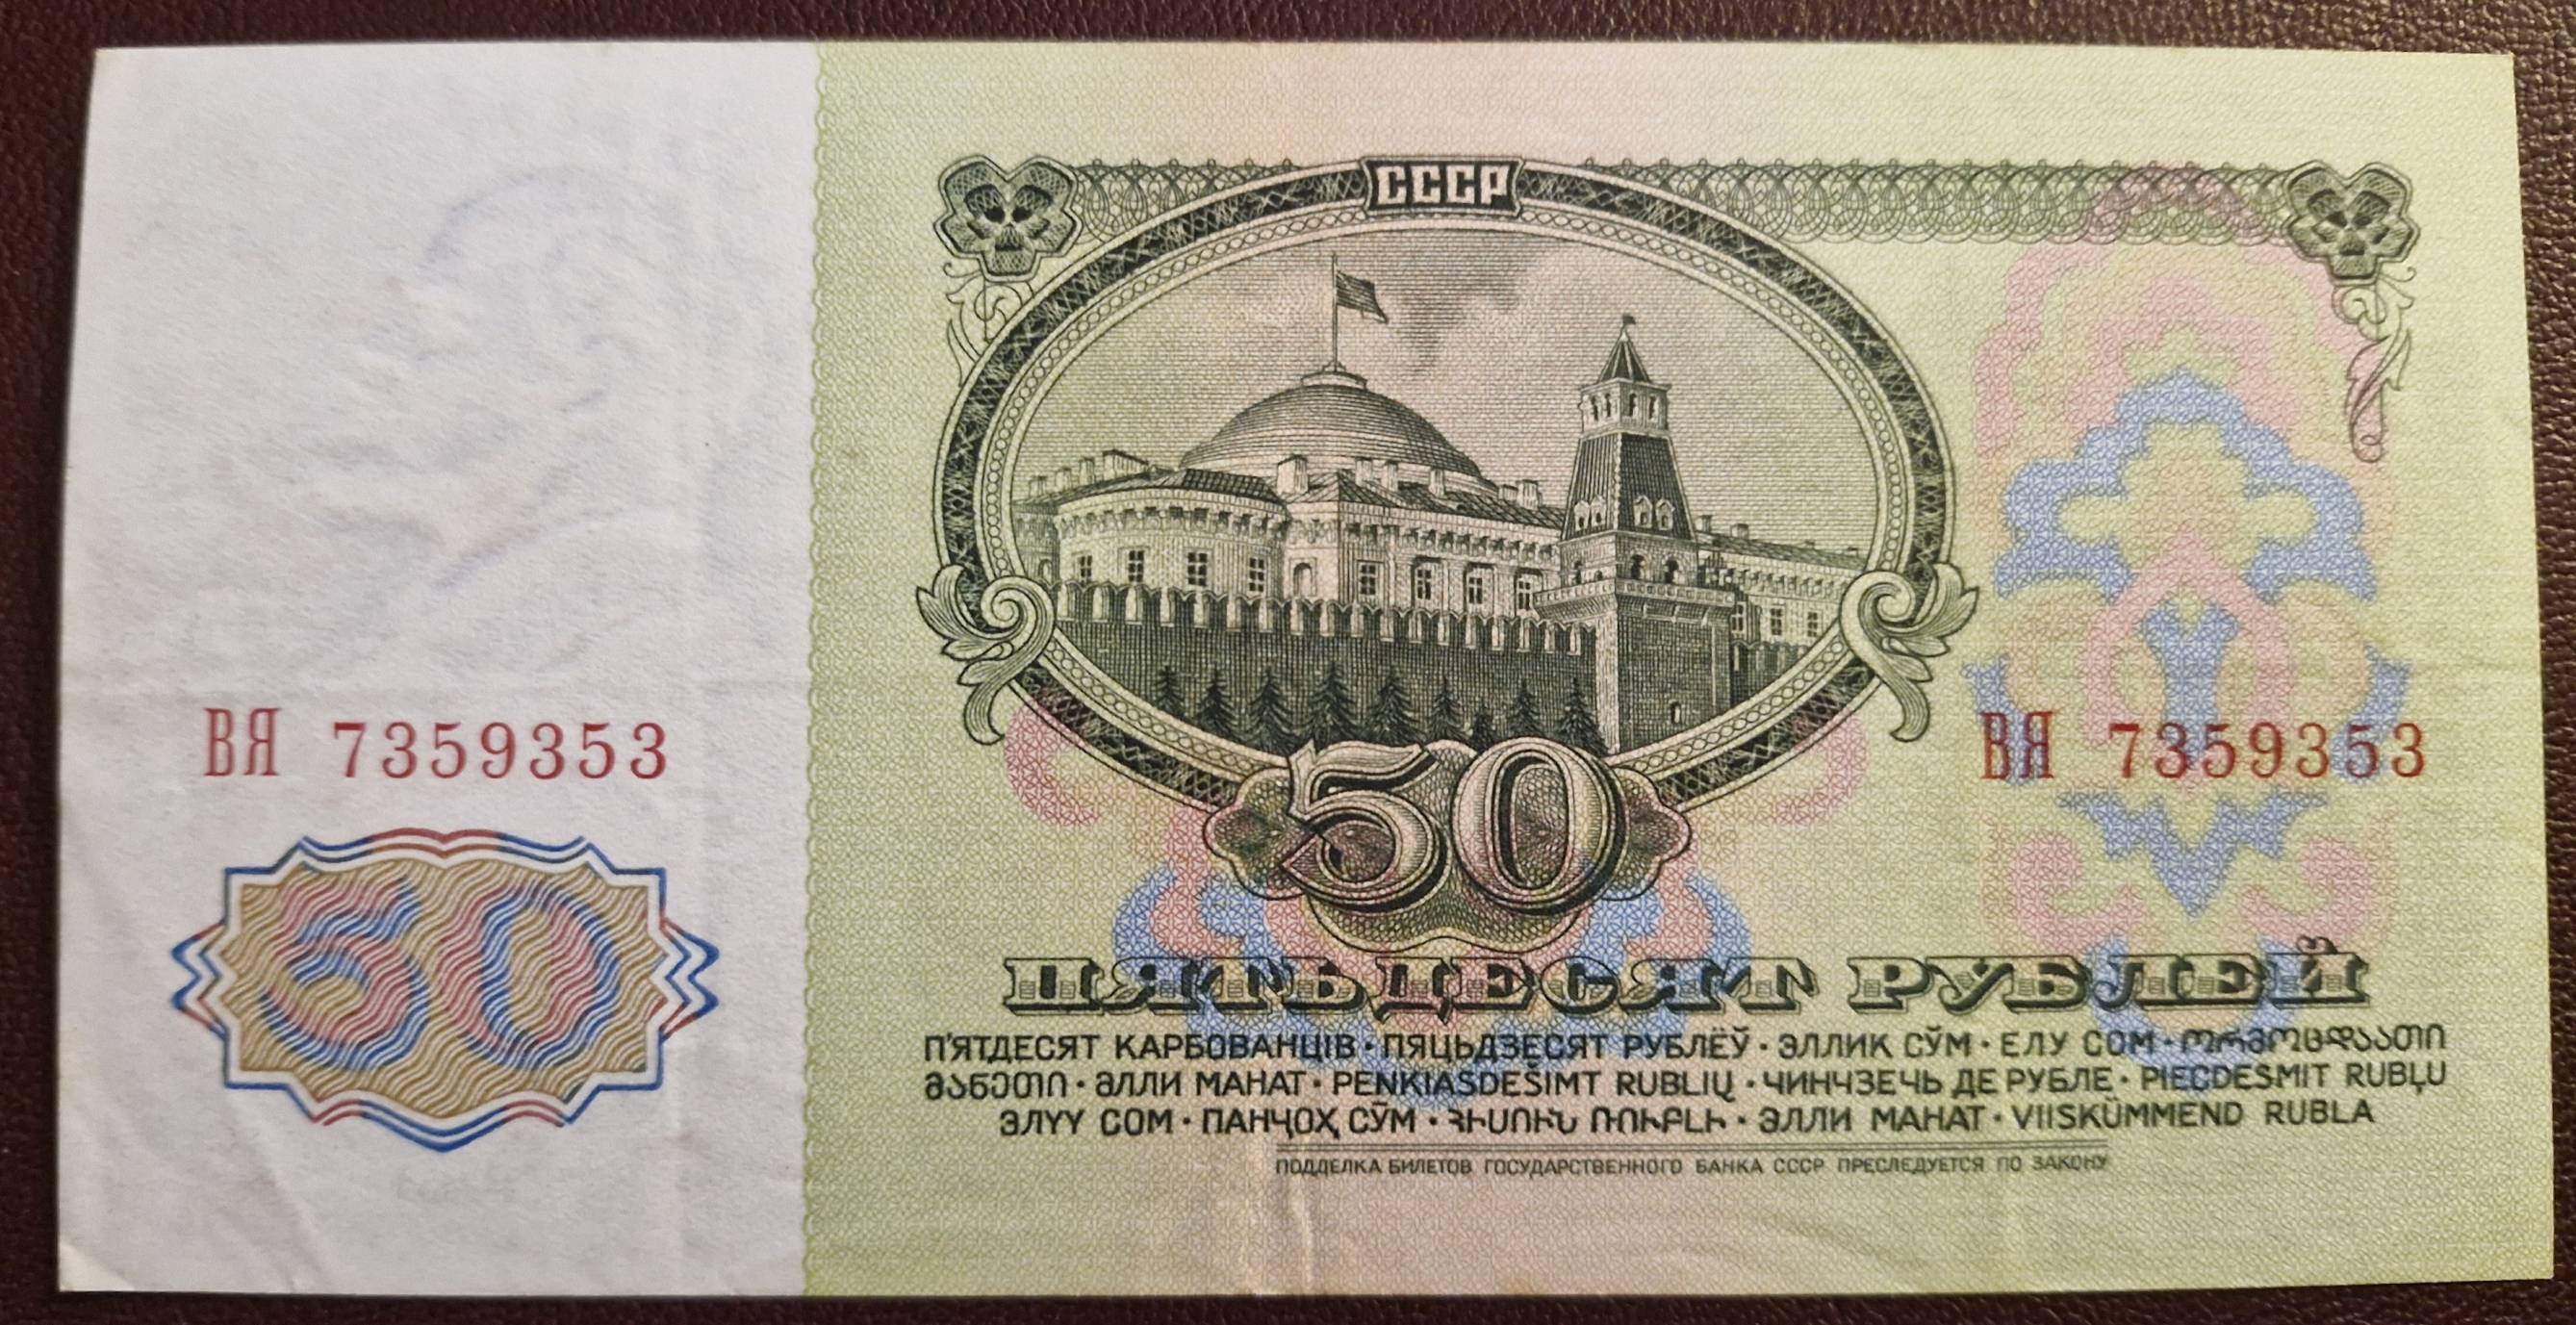 СССР
ВЯ 7359353
ВЯ 7359353
50
50
ПЯТЬДЕСЯТ РУБЛЕЙ
П'ЯТДЕСЯТ КАРБОВАНЦІВ · ПЯЦЬДЗЕСЯТ РУБЛЁЎ · ЭЛЛИК СЎМ · ЕЛУ СОМ · ᲝᲠᲛᲝᲪᲓᲐᲐᲗᲘ
ᲛᲐᲜᲔᲗᲘ · ӘЛЛИ МАНАТ · PENKIASDEŠIMT RUBLIŲ · ЧИНЧЗЕЧЬ ДЕ РУБЛЕ · PIECDESMIT RUBĻU
ЭЛҮҮ СОМ · ПАНҶОҲ СӮМ · ՀԻՍՈՒՆ ՌՈՒԲԼԻ · ЭЛЛИ МАНАТ · VIISKÜMMEND RUBLA
ПОДДЕЛКА БИЛЕТОВ ГОСУДАРСТВЕННОГО БАНКА СССР ПРЕСЛЕДУЕТСЯ ПО ЗАКОНУ